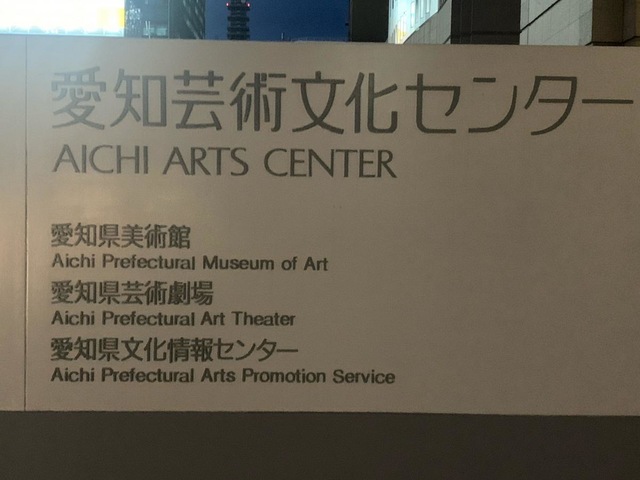 愛知芸術文化センター
AICHI ARTS CENTER
愛知県美術館
Aichi Prefectural Museum of Art
愛知県芸術劇場
Aichi Prefectural Art Theater
愛知県文化情報センター
Aichi Prefectural Arts Promotion Service